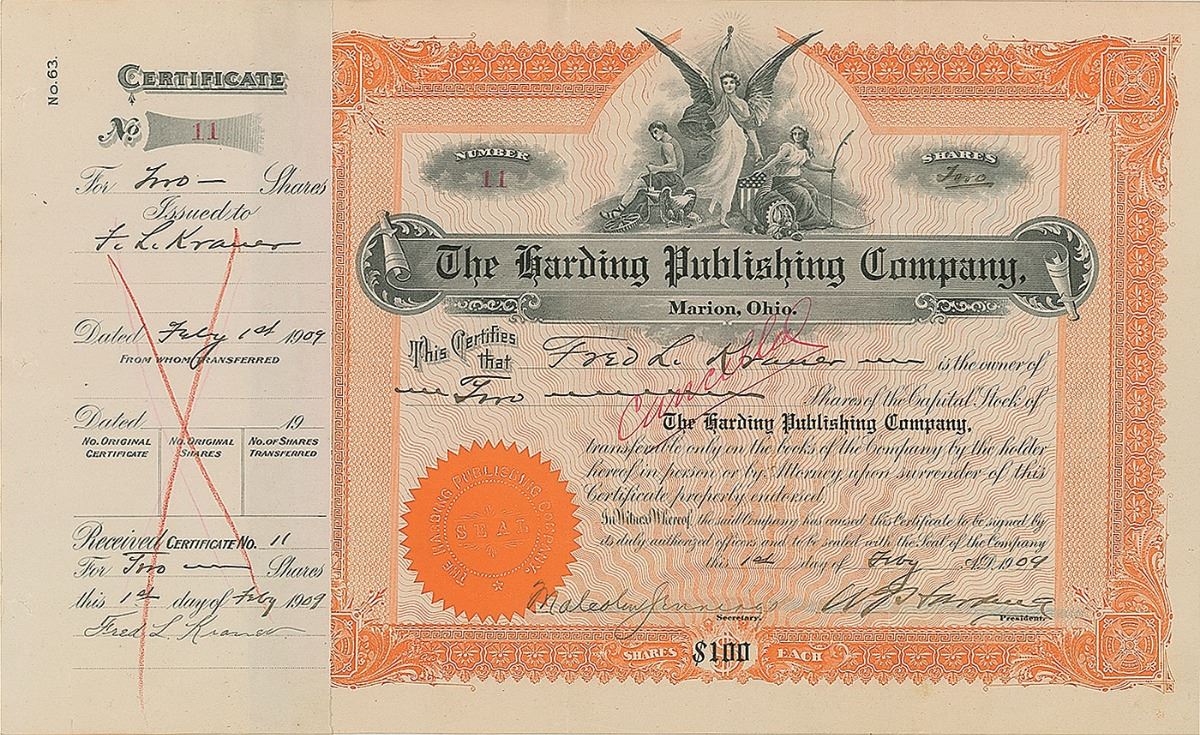 No. 63.
CERTIFICATE
No 11
For Two — Shares
Issued to
F. L. Kramer
Dated Feby 1st 1909
FROM WHOM TRANSFERRED
Dated 19
NO. ORIGINAL CERTIFICATE NO. ORIGINAL SHARES NO. OF SHARES TRANSFERRED
Received CERTIFICATE NO. 11
For Two — Shares
this 1st day of Feby 1909
Fred L Kramer
NUMBER
11
SHARES
Two
The Harding Publishing Company,
Marion, Ohio.
This Certifies that Fred L. Kramer is the owner of
Two Shares of the Capital Stock of
Cancelled
The Harding Publishing Company,
transferable only on the books of the Company by the holder
hereof in person or by Attorney upon surrender of this
Certificate properly endorsed.
In Witness Whereof, the said Company has caused this Certificate to be signed by
its duly authorized officers and to be sealed with the Seal of the Company
this 1st day of Feby A.D. 1909
THE HARDING PUBLISHING COMPANY.
SEAL
Malcolm Jennings
Secretary.
W G Harding
President.
SHARES $100 EACH